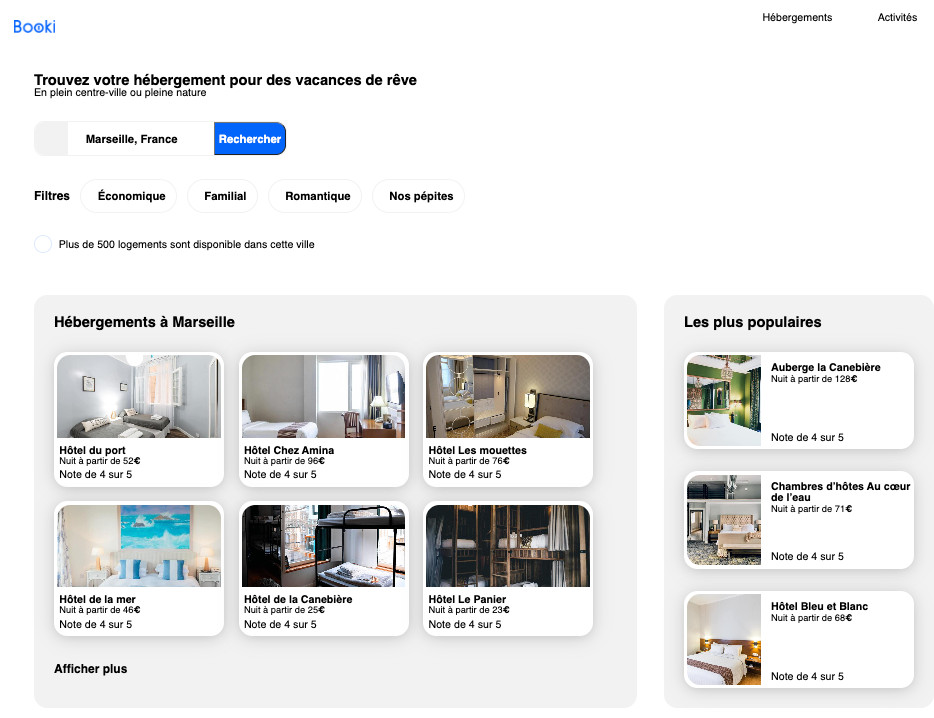 Booki
Hébergements
Activités
Trouvez votre hébergement pour des vacances de rêve
En plein centre-ville ou pleine nature
Marseille, France
Rechercher
Filtres
Économique
Familial
Romantique
Nos pépites
Plus de 500 logements sont disponible dans cette ville
Hébergements à Marseille
Hôtel du port
Nuit à partir de 52€
Note de 4 sur 5
Hôtel Chez Amina
Nuit à partir de 96€
Note de 4 sur 5
Hôtel Les mouettes
Nuit à partir de 76€
Note de 4 sur 5
Hôtel de la mer
Nuit à partir de 46€
Note de 4 sur 5
Hôtel de la Canebière
Nuit à partir de 25€
Note de 4 sur 5
Hôtel Le Panier
Nuit à partir de 23€
Note de 4 sur 5
Afficher plus
Les plus populaires
Auberge la Canebière
Nuit à partir de 128€
Note de 4 sur 5
Chambres d'hôtes Au cœur
de l'eau
Nuit à partir de 71€
Note de 4 sur 5
Hôtel Bleu et Blanc
Nuit à partir de 68€
Note de 4 sur 5